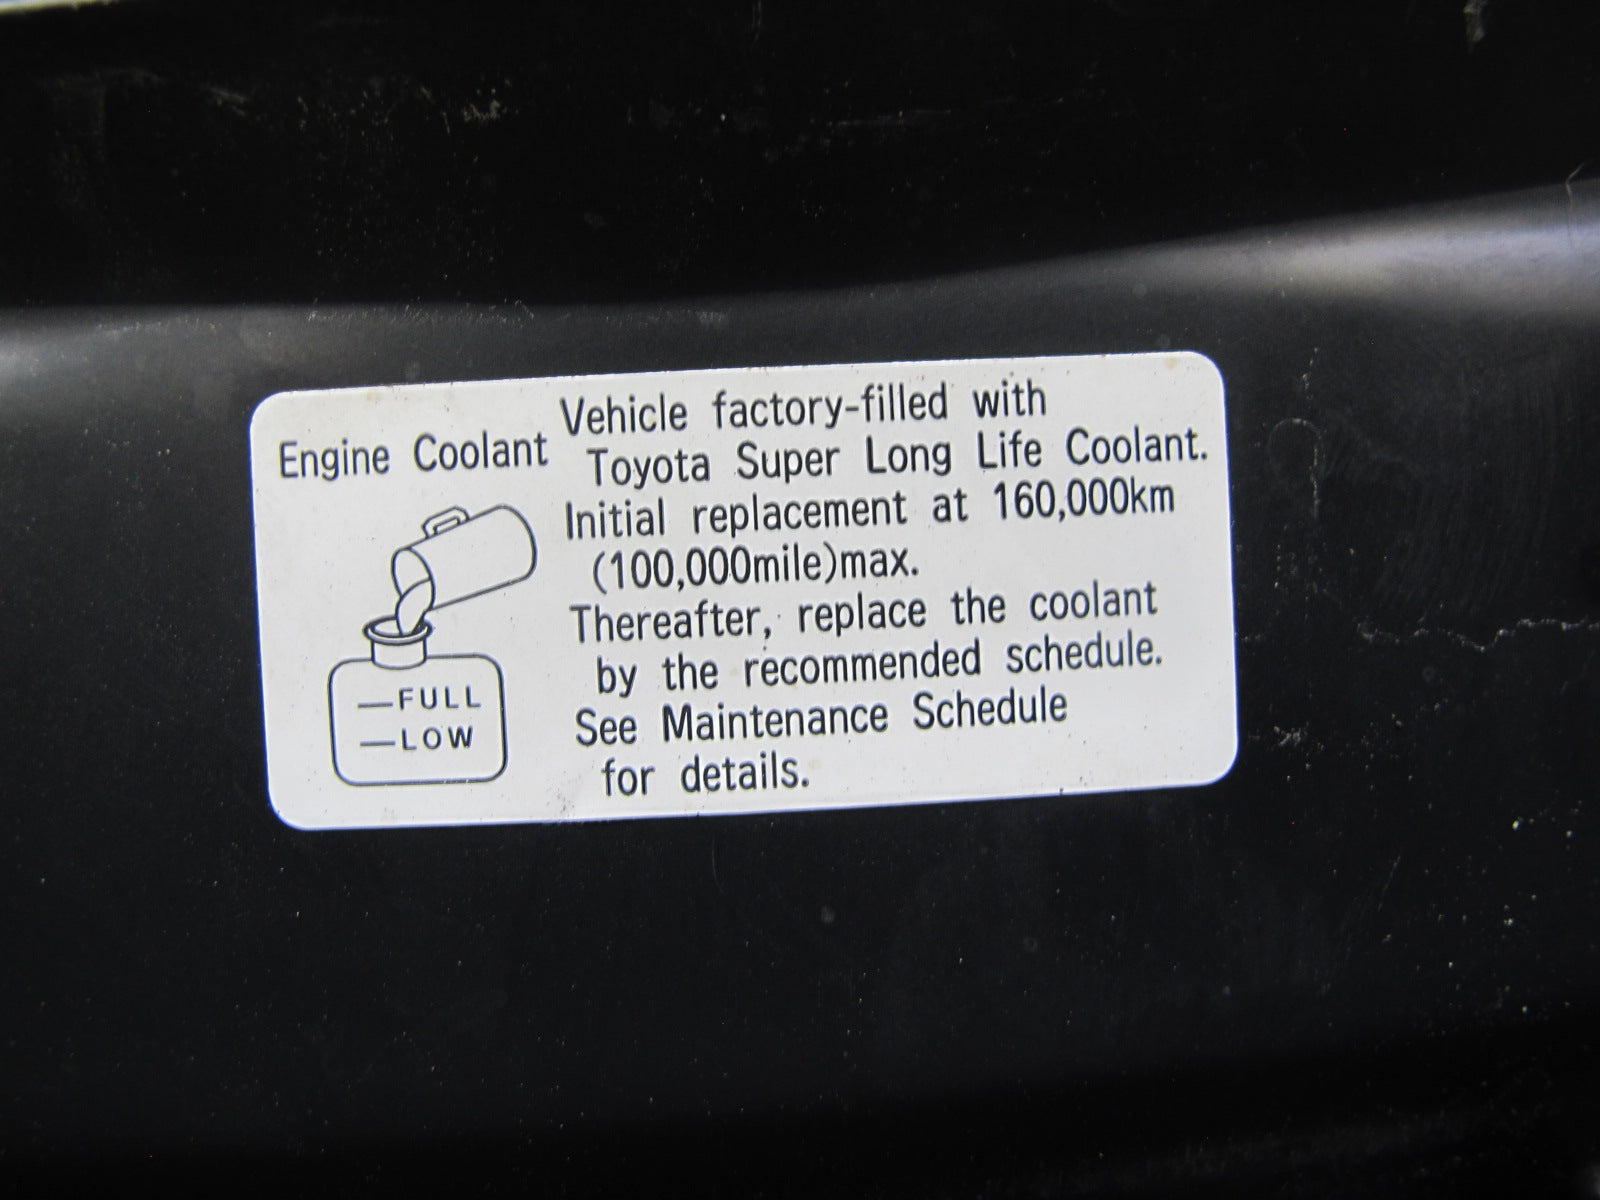 Engine Coolant
—FULL
—LOW
Vehicle factory-filled with
Toyota Super Long Life Coolant.
Initial replacement at 160,000km
(100,000mile)max.
Thereafter, replace the coolant
by the recommended schedule.
See Maintenance Schedule
for details.